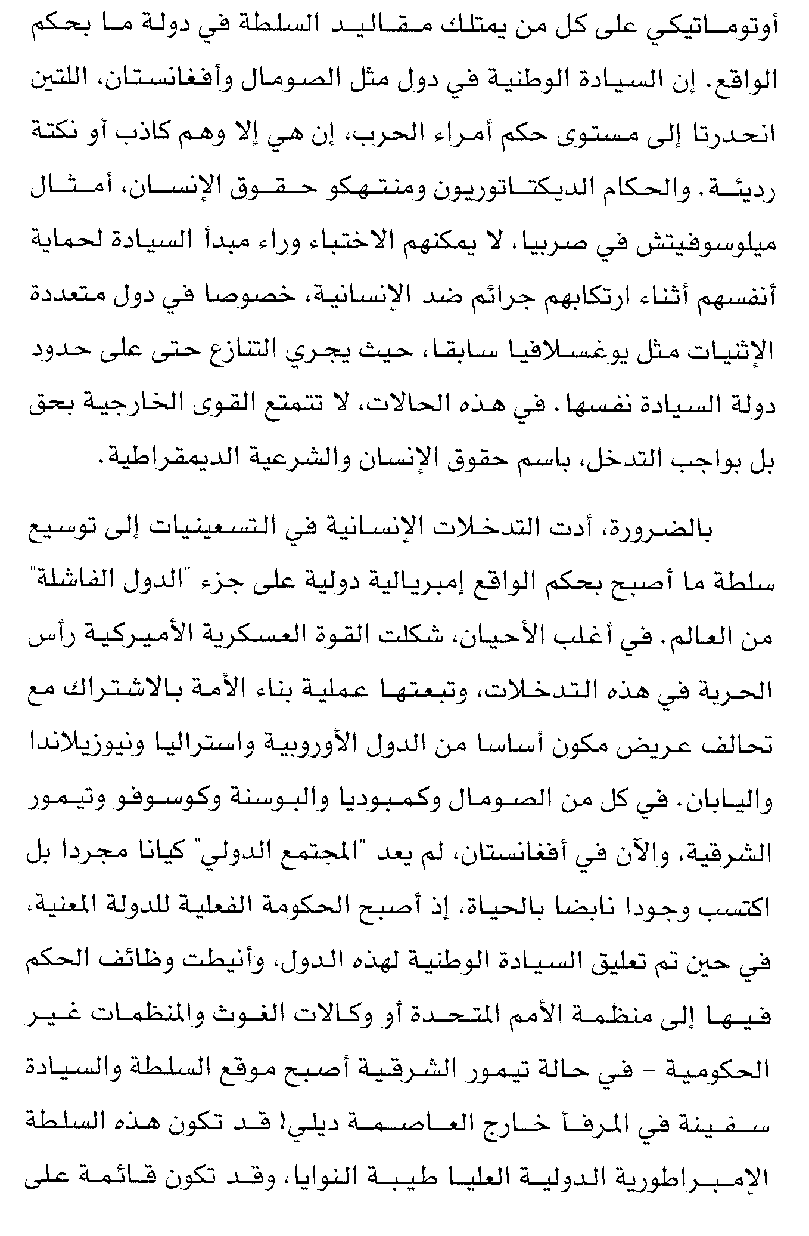 أوتوماتيكي على كل من يمتلك مقاليد السلطة في دولة ما بحكم
الواقع. إن السيادة الوطنية في دول مثل الصومال وأفغانستان، اللتين
انحدرتا إلى مستوى حكم أمراء الحرب، إن هي إلا وهم كاذب أو نكتة
رديئة. والحكام الديكتاتوريون ومنتهكو حقوق الإنسان، أمثال
ميلوسوفيتش في صربيا، لا يمكنهم الاختباء وراء مبدأ السيادة لحماية
أنفسهم أثناء ارتكابهم جرائم ضد الإنسانية، خصوصا في دول متعددة
الإثنيات مثل يوغسلافيا سابقا، حيث يجري التنازع حتى على حدود
دولة السيادة نفسها. في هذه الحالات، لا تتمتع القوى الخارجية بحق
بل بواجب التدخل، باسم حقوق الإنسان والشرعية الديمقراطية.
بالضرورة، أدت التدخلات الإنسانية في التسعينيات إلى توسيع
سلطة ما أصبح بحكم الواقع إمبريالية دولية على جزء "الدول الفاشلة"
من العالم. في أغلب الأحيان، شكلت القوة العسكرية الأميركية رأس
الحربة في هذه التدخلات، وتبعتها عملية بناء الأمة بالاشتراك مع
تحالف عريض مكون أساسا من الدول الأوروبية واستراليا ونيوزيلاندا
واليابان. في كل من الصومال وكمبوديا والبوسنة وكوسوفو وتيمور
الشرقية، والآن في أفغانستان، لم يعد "المجتمع الدولي" كيانا مجردا بل
اكتسب وجودا نابضا بالحياة، إذ أصبح الحكومة الفعلية للدولة المعنية،
في حين تم تعليق السيادة الوطنية لهذه الدول، وأنيطت وظائف الحكم
فيها إلى منظمة الأمم المتحدة أو وكالات الغوث والمنظمات غير
الحكومية - في حالة تيمور الشرقية أصبح موقع السلطة والسيادة
سفينة في المرفأ خارج العاصمة ديلي! قد تكون هذه السلطة
الإمبراطورية الدولية العليا طيبة النوايا، وقد تكون قائمة على